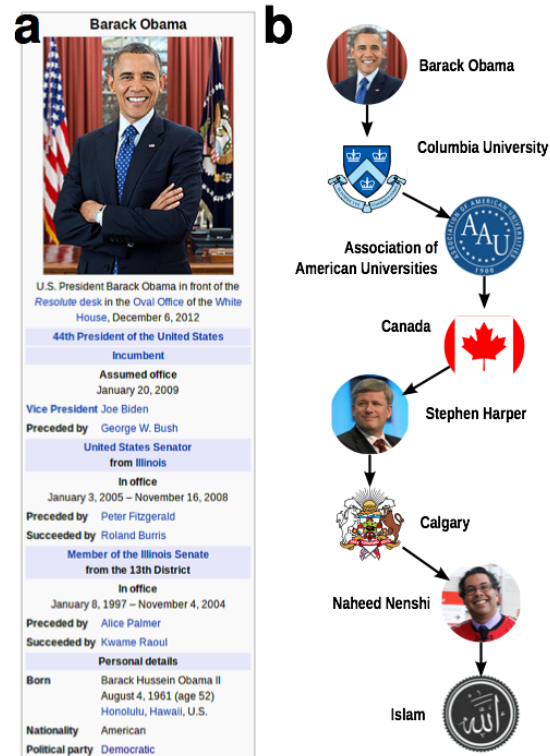 a
Barack Obama
U.S. President Barack Obama in front of the
Resolute desk in the Oval Office of the White
House, December 6, 2012
44th President of the United States
Incumbent
Assumed office
January 20, 2009
Vice President Joe Biden
Preceded by George W. Bush
United States Senator
from Illinois
In office
January 3, 2005 – November 16, 2008
Preceded by Peter Fitzgerald
Succeeded by Roland Burris
Member of the Illinois Senate
from the 13th District
In office
January 8, 1997 – November 4, 2004
Preceded by Alice Palmer
Succeeded by Kwame Raoul
Personal details
Born Barack Hussein Obama II
August 4, 1961 (age 52)
Honolulu, Hawaii, U.S.
Nationality American
Political party Democratic
b
Barack Obama
Columbia University
Association of
American Universities
ASSOCIATION OF AMERICAN UNIVERSITIES
AAU
1900
Canada
Stephen Harper
Calgary
Naheed Nenshi
Islam
الله